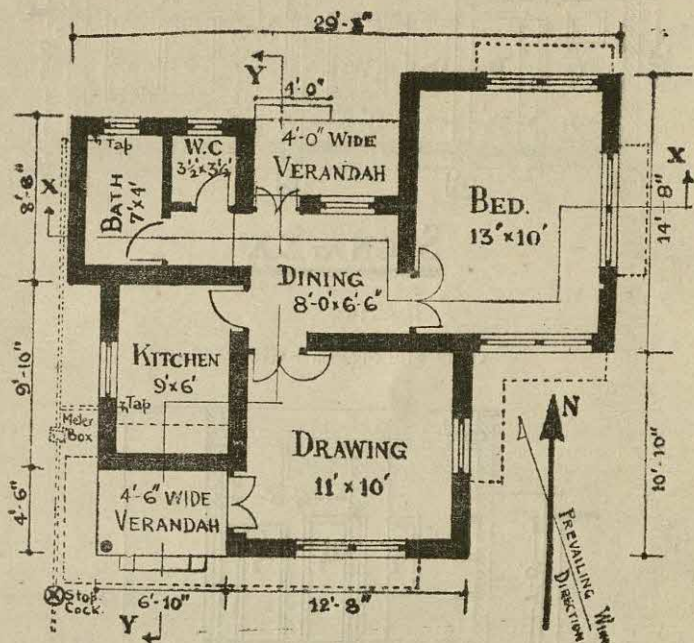 29'-2"
Y
4'-0"
Tap
W.C
3½'x3½'
4'-0" WIDE
VERANDAH
X
X
8'-8"
14'-8"
BATH
7'x4'
BED.
13"x10'
DINING
8'-0'x6'-6"
KITCHEN
9'x6'
9'-10"
Tap
Meter
Box
N
DRAWING
11'x10'
10'-10"
4'-6" WIDE
VERANDAH
4'-6"
PREVAILING WIND
DIRECTION
Stop
Cock.
6'-10"
12'-8"
Y